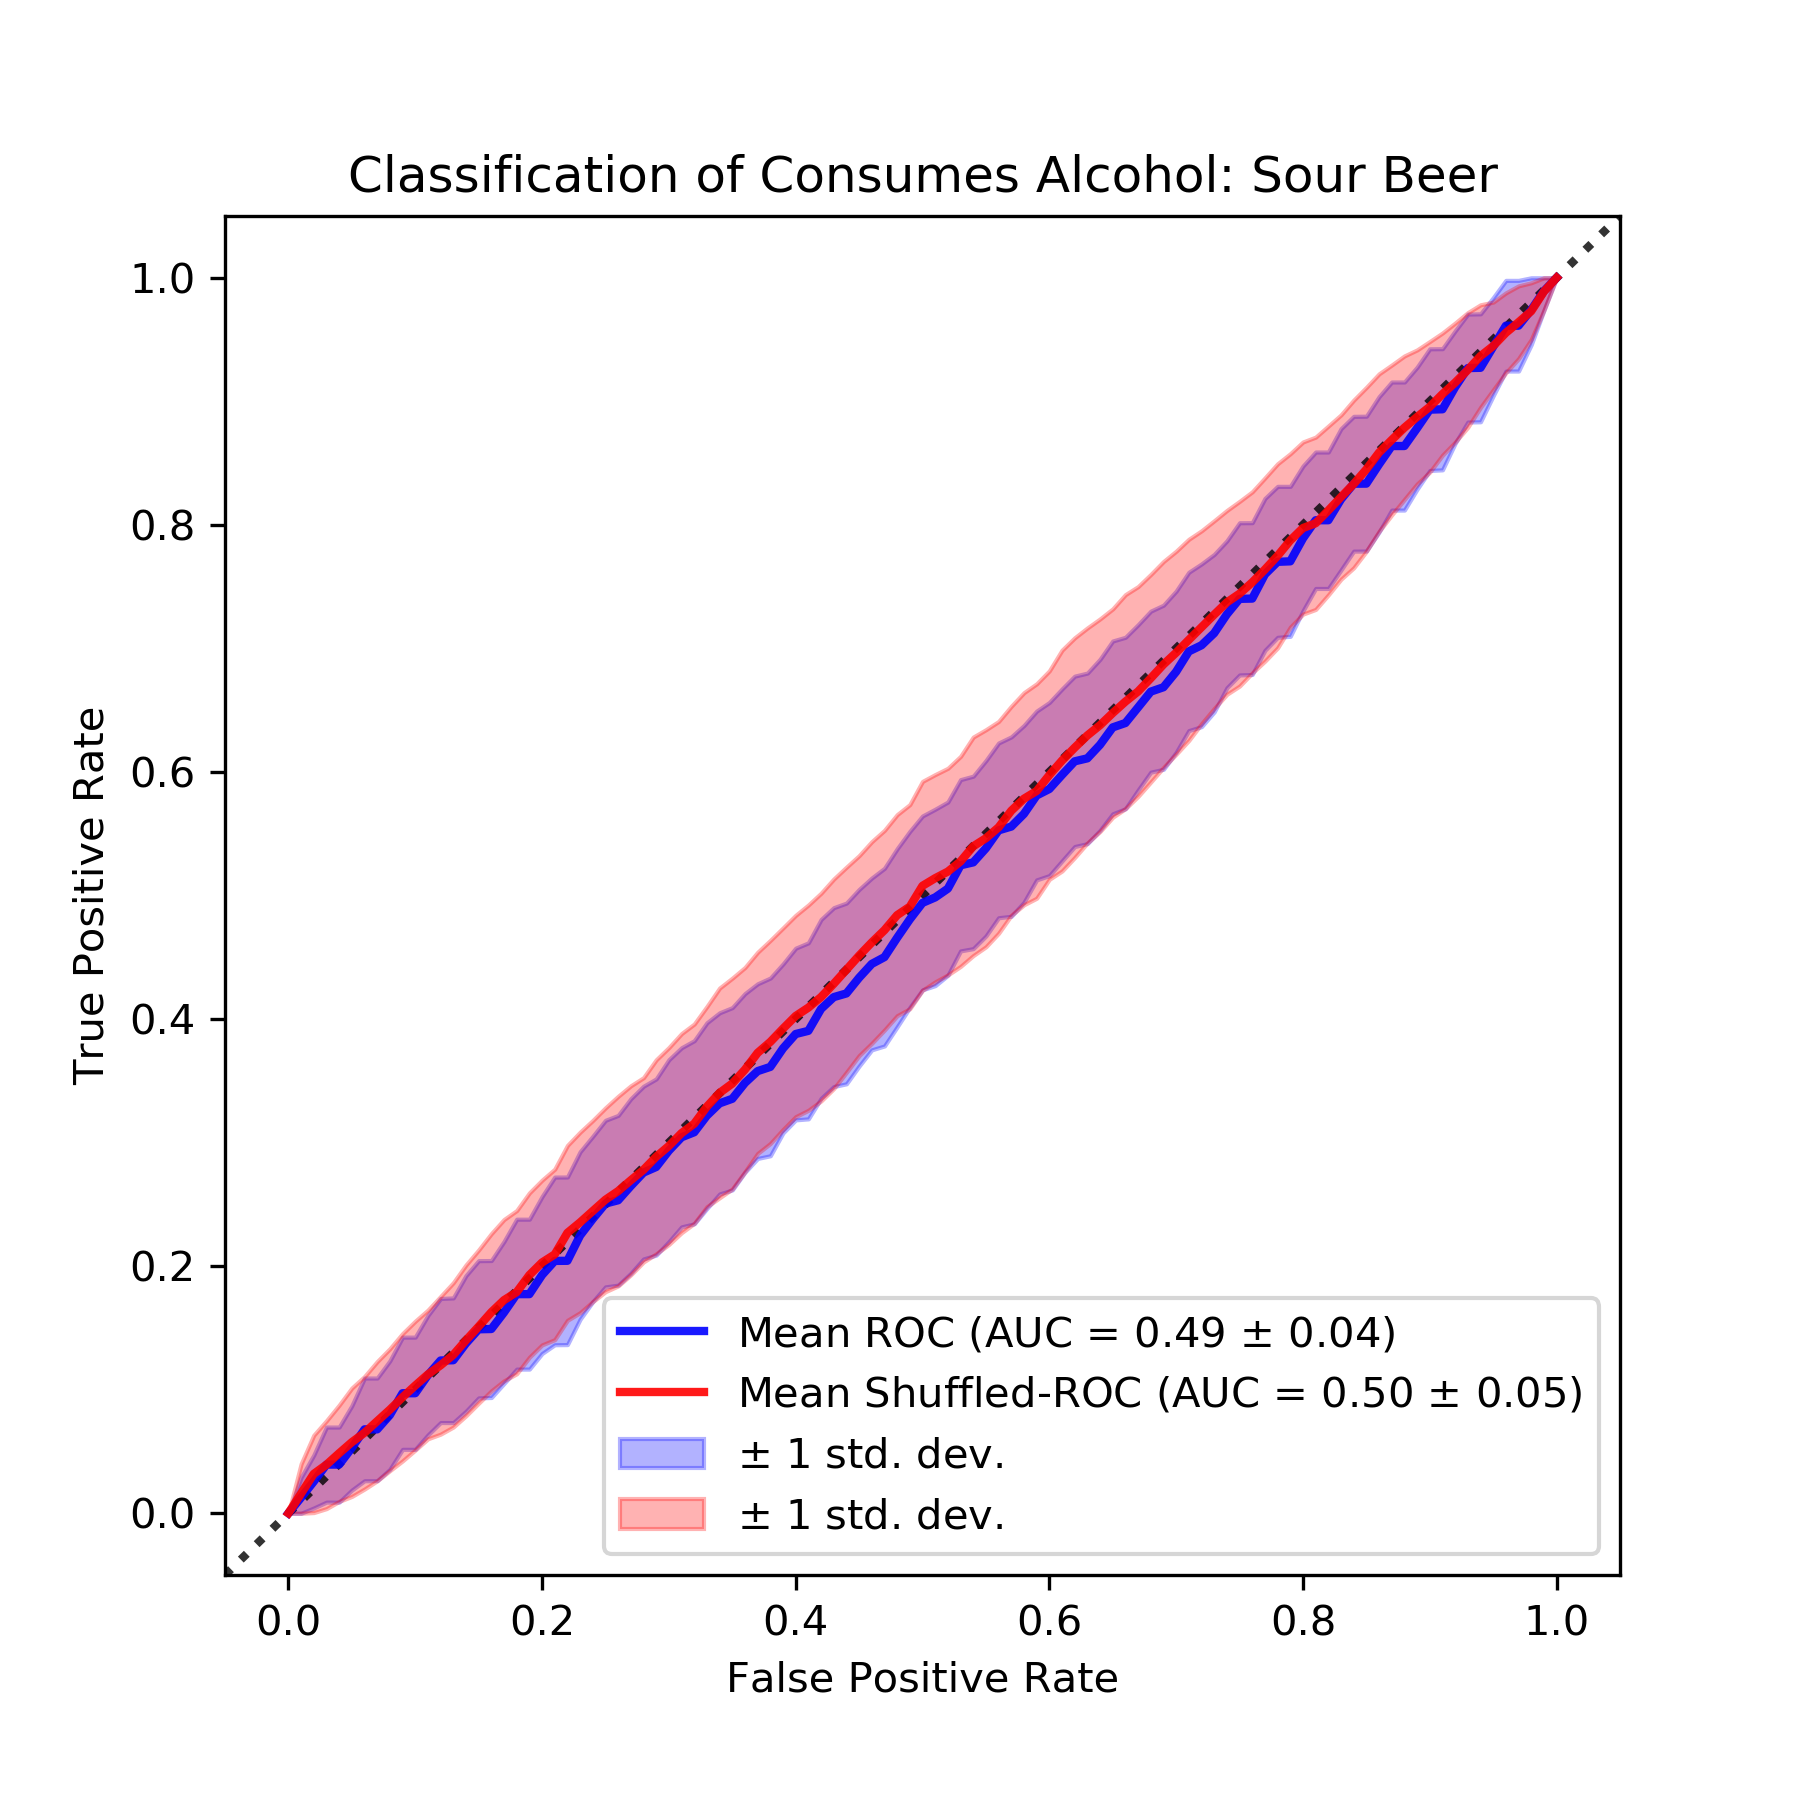 Classification of Consumes Alcohol: Sour Beer
1.0
0.8
0.6
0.4
0.2
0.0
True Positive Rate
Mean ROC (AUC = 0.49 ± 0.04)
Mean Shuffled-ROC (AUC = 0.50 ± 0.05)
± 1 std. dev.
± 1 std. dev.
0.0 0.2 0.4 0.6 0.8 1.0
False Positive Rate